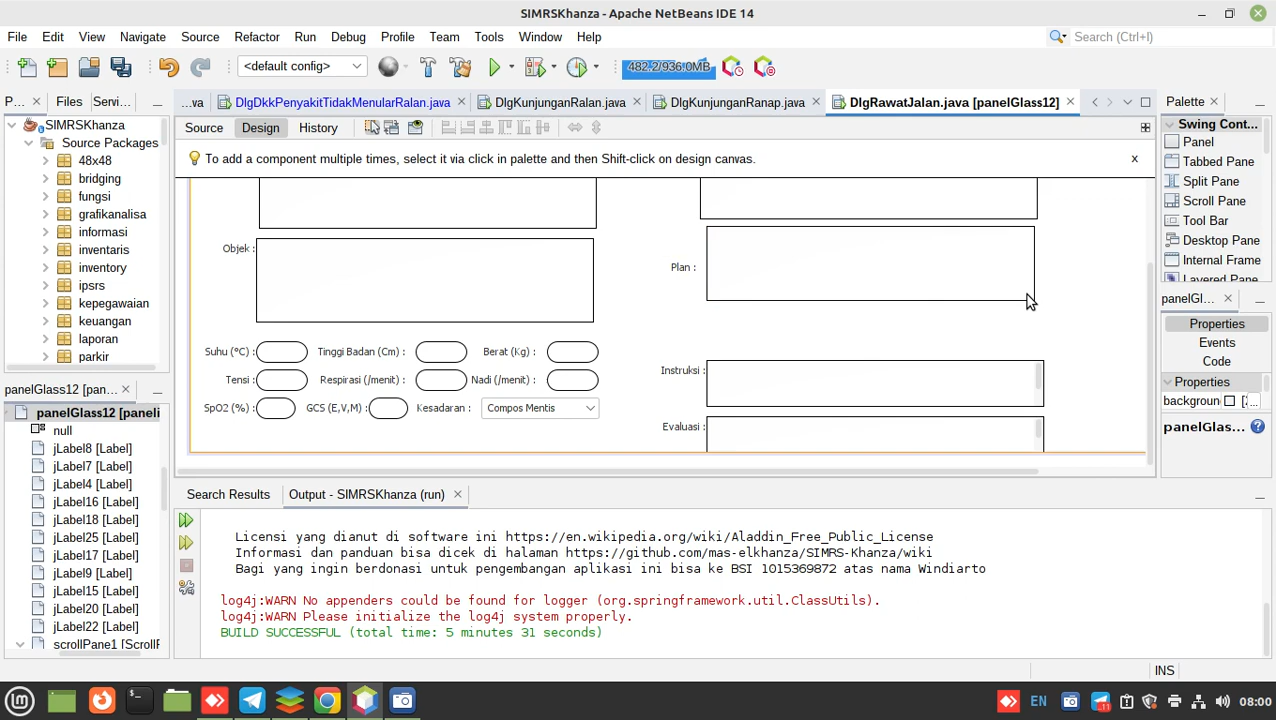 SIMRSKhanza - Apache NetBeans IDE 14
File Edit View Navigate Source Refactor Run Debug Profile Team Tools Window Help
Search (Ctrl+I)
<default config>
482.2/936.0MB
P... Files Servi...
...va DlgDkkPenyakitTidakMenularRalan.java DlgKunjunganRalan.java DlgKunjunganRanap.java DlgRawatJalan.java [panelGlass12]
Palette
SIMRSKhanza
Source Packages
48x48
bridging
fungsi
grafikanalisa
informasi
inventaris
inventory
ipsrs
kepegawaian
keuangan
laporan
parkir
Source Design History
To add a component multiple times, select it via click in palette and then Shift-click on design canvas.
x
Objek :
Plan :
Suhu (°C) : Tinggi Badan (Cm) : Berat (Kg) :
Tensi : Respirasi (/menit) : Nadi (/menit) :
SpO2 (%) : GCS (E,V,M) : Kesadaran : Compos Mentis
Instruksi :
Evaluasi :
Swing Cont...
Panel
Tabbed Pane
Split Pane
Scroll Pane
Tool Bar
Desktop Pane
Internal Frame
Layered Pane
panelGl...
Properties
Events
Code
Properties
backgroun [2 ...
panelGlas...
panelGlass12 [pan...
panelGlass12 [paneli
null
jLabel8 [Label]
jLabel7 [Label]
jLabel4 [Label]
jLabel16 [Label]
jLabel18 [Label]
jLabel25 [Label]
jLabel17 [Label]
jLabel9 [Label]
jLabel15 [Label]
jLabel20 [Label]
jLabel22 [Label]
scrollPane1 [ScrollF
Search Results Output - SIMRSKhanza (run)
Licensi yang dianut di software ini https://en.wikipedia.org/wiki/Aladdin_Free_Public_License
Informasi dan panduan bisa dicek di halaman https://github.com/mas-elkhanza/SIMRS-Khanza/wiki
Bagi yang ingin berdonasi untuk pengembangan aplikasi ini bisa ke BSI 1015369872 atas nama Windiarto
log4j:WARN No appenders could be found for logger (org.springframework.util.ClassUtils).
log4j:WARN Please initialize the log4j system properly.
BUILD SUCCESSFUL (total time: 5 minutes 31 seconds)
INS
EN
11
08:00